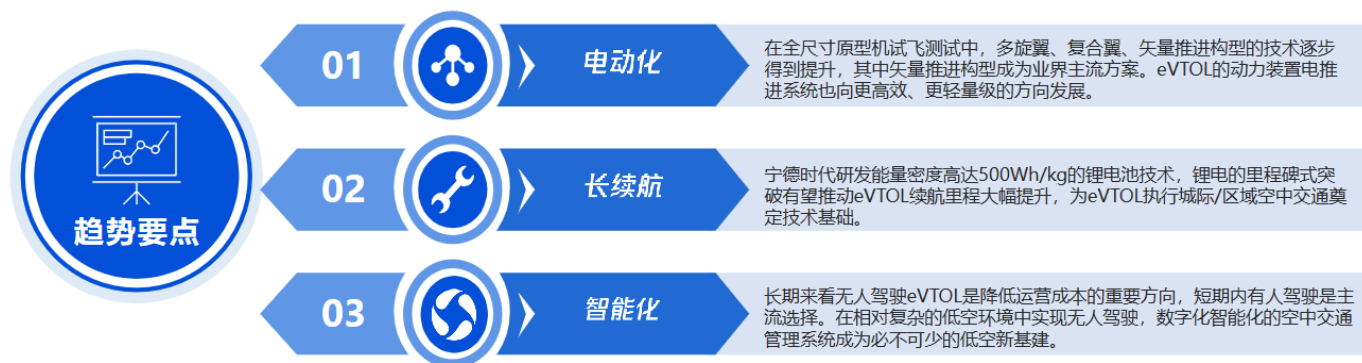 趋势要点
01
电动化
在全尺寸原型机试飞测试中，多旋翼、复合翼、矢量推进构型的技术逐步
得到提升，其中矢量推进构型成为业界主流方案。eVTOL的动力装置电推
进系统也向更高效、更轻量级的方向发展。
02
长续航
宁德时代研发能量密度高达500Wh/kg的锂电池技术，锂电的里程碑式突
破有望推动eVTOL续航里程大幅提升，为eVTOL执行城际/区域空中交通奠
定技术基础。
03
智能化
长期来看无人驾驶eVTOL是降低运营成本的重要方向，短期内有人驾驶是主
流选择。在相对复杂的低空环境中实现无人驾驶，数字化智能化的空中交通
管理系统成为必不可少的低空新基建。